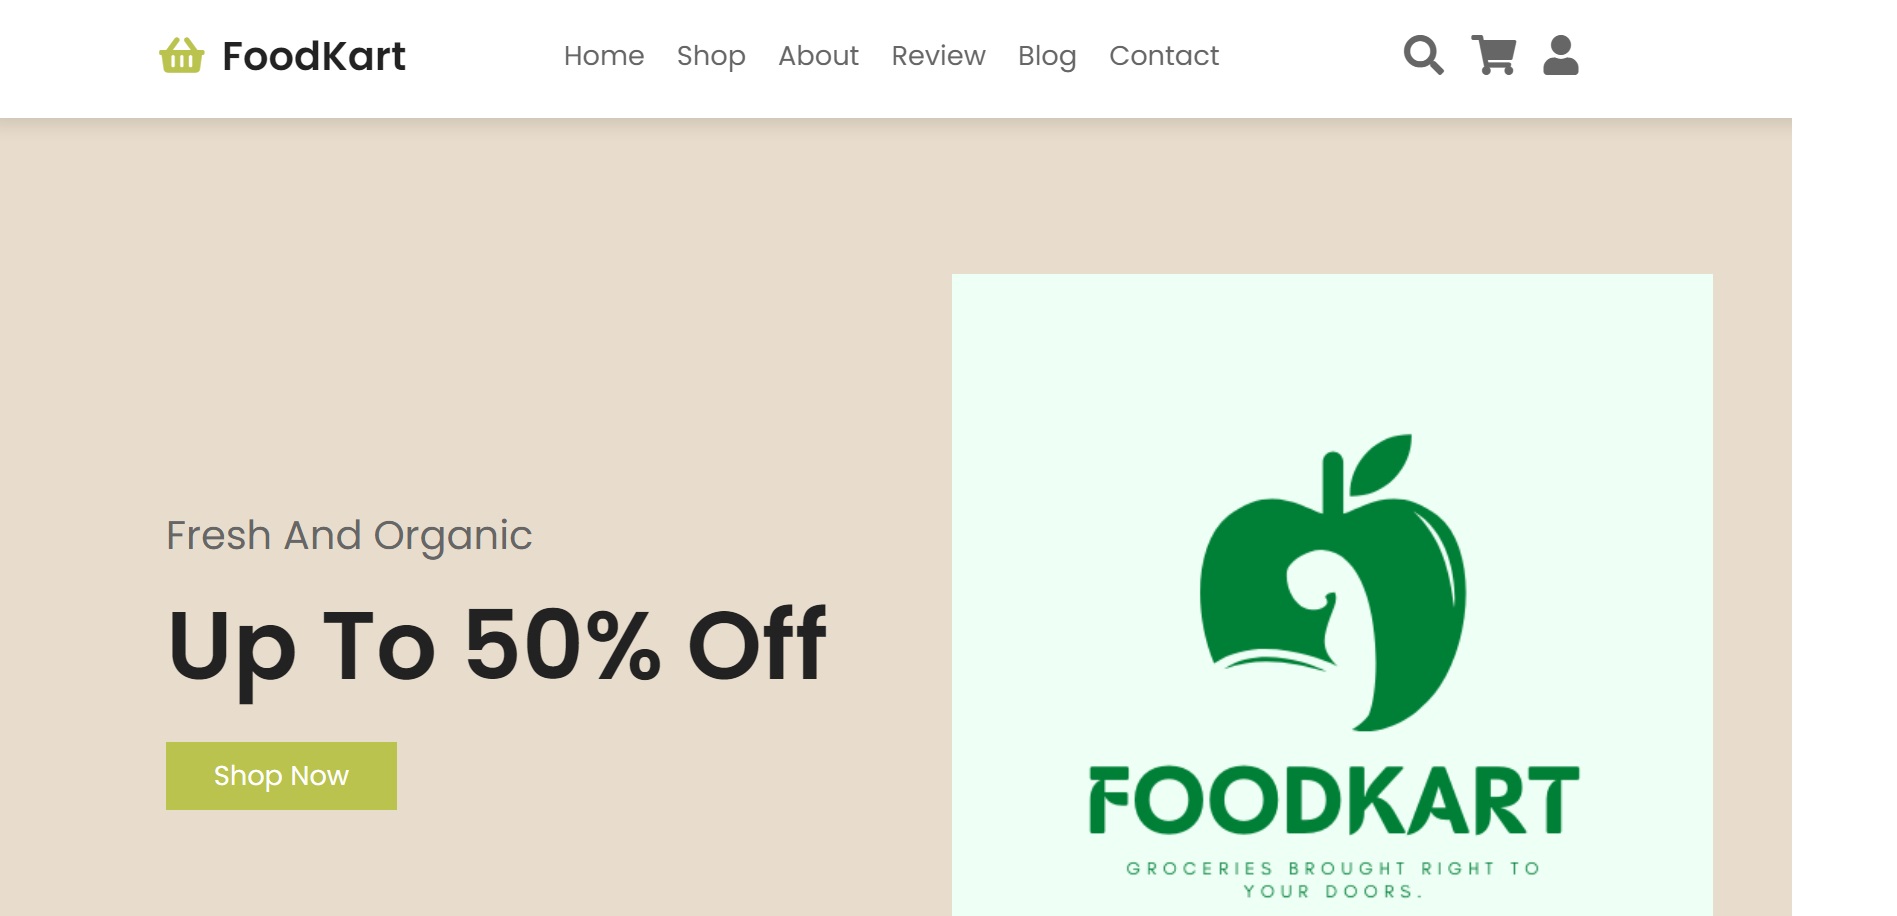 FoodKart
Home Shop About Review Blog Contact
Fresh And Organic
Up To 50% Off
Shop Now
FOODKART
GROCERIES BROUGHT RIGHT TO
YOUR DOORS.